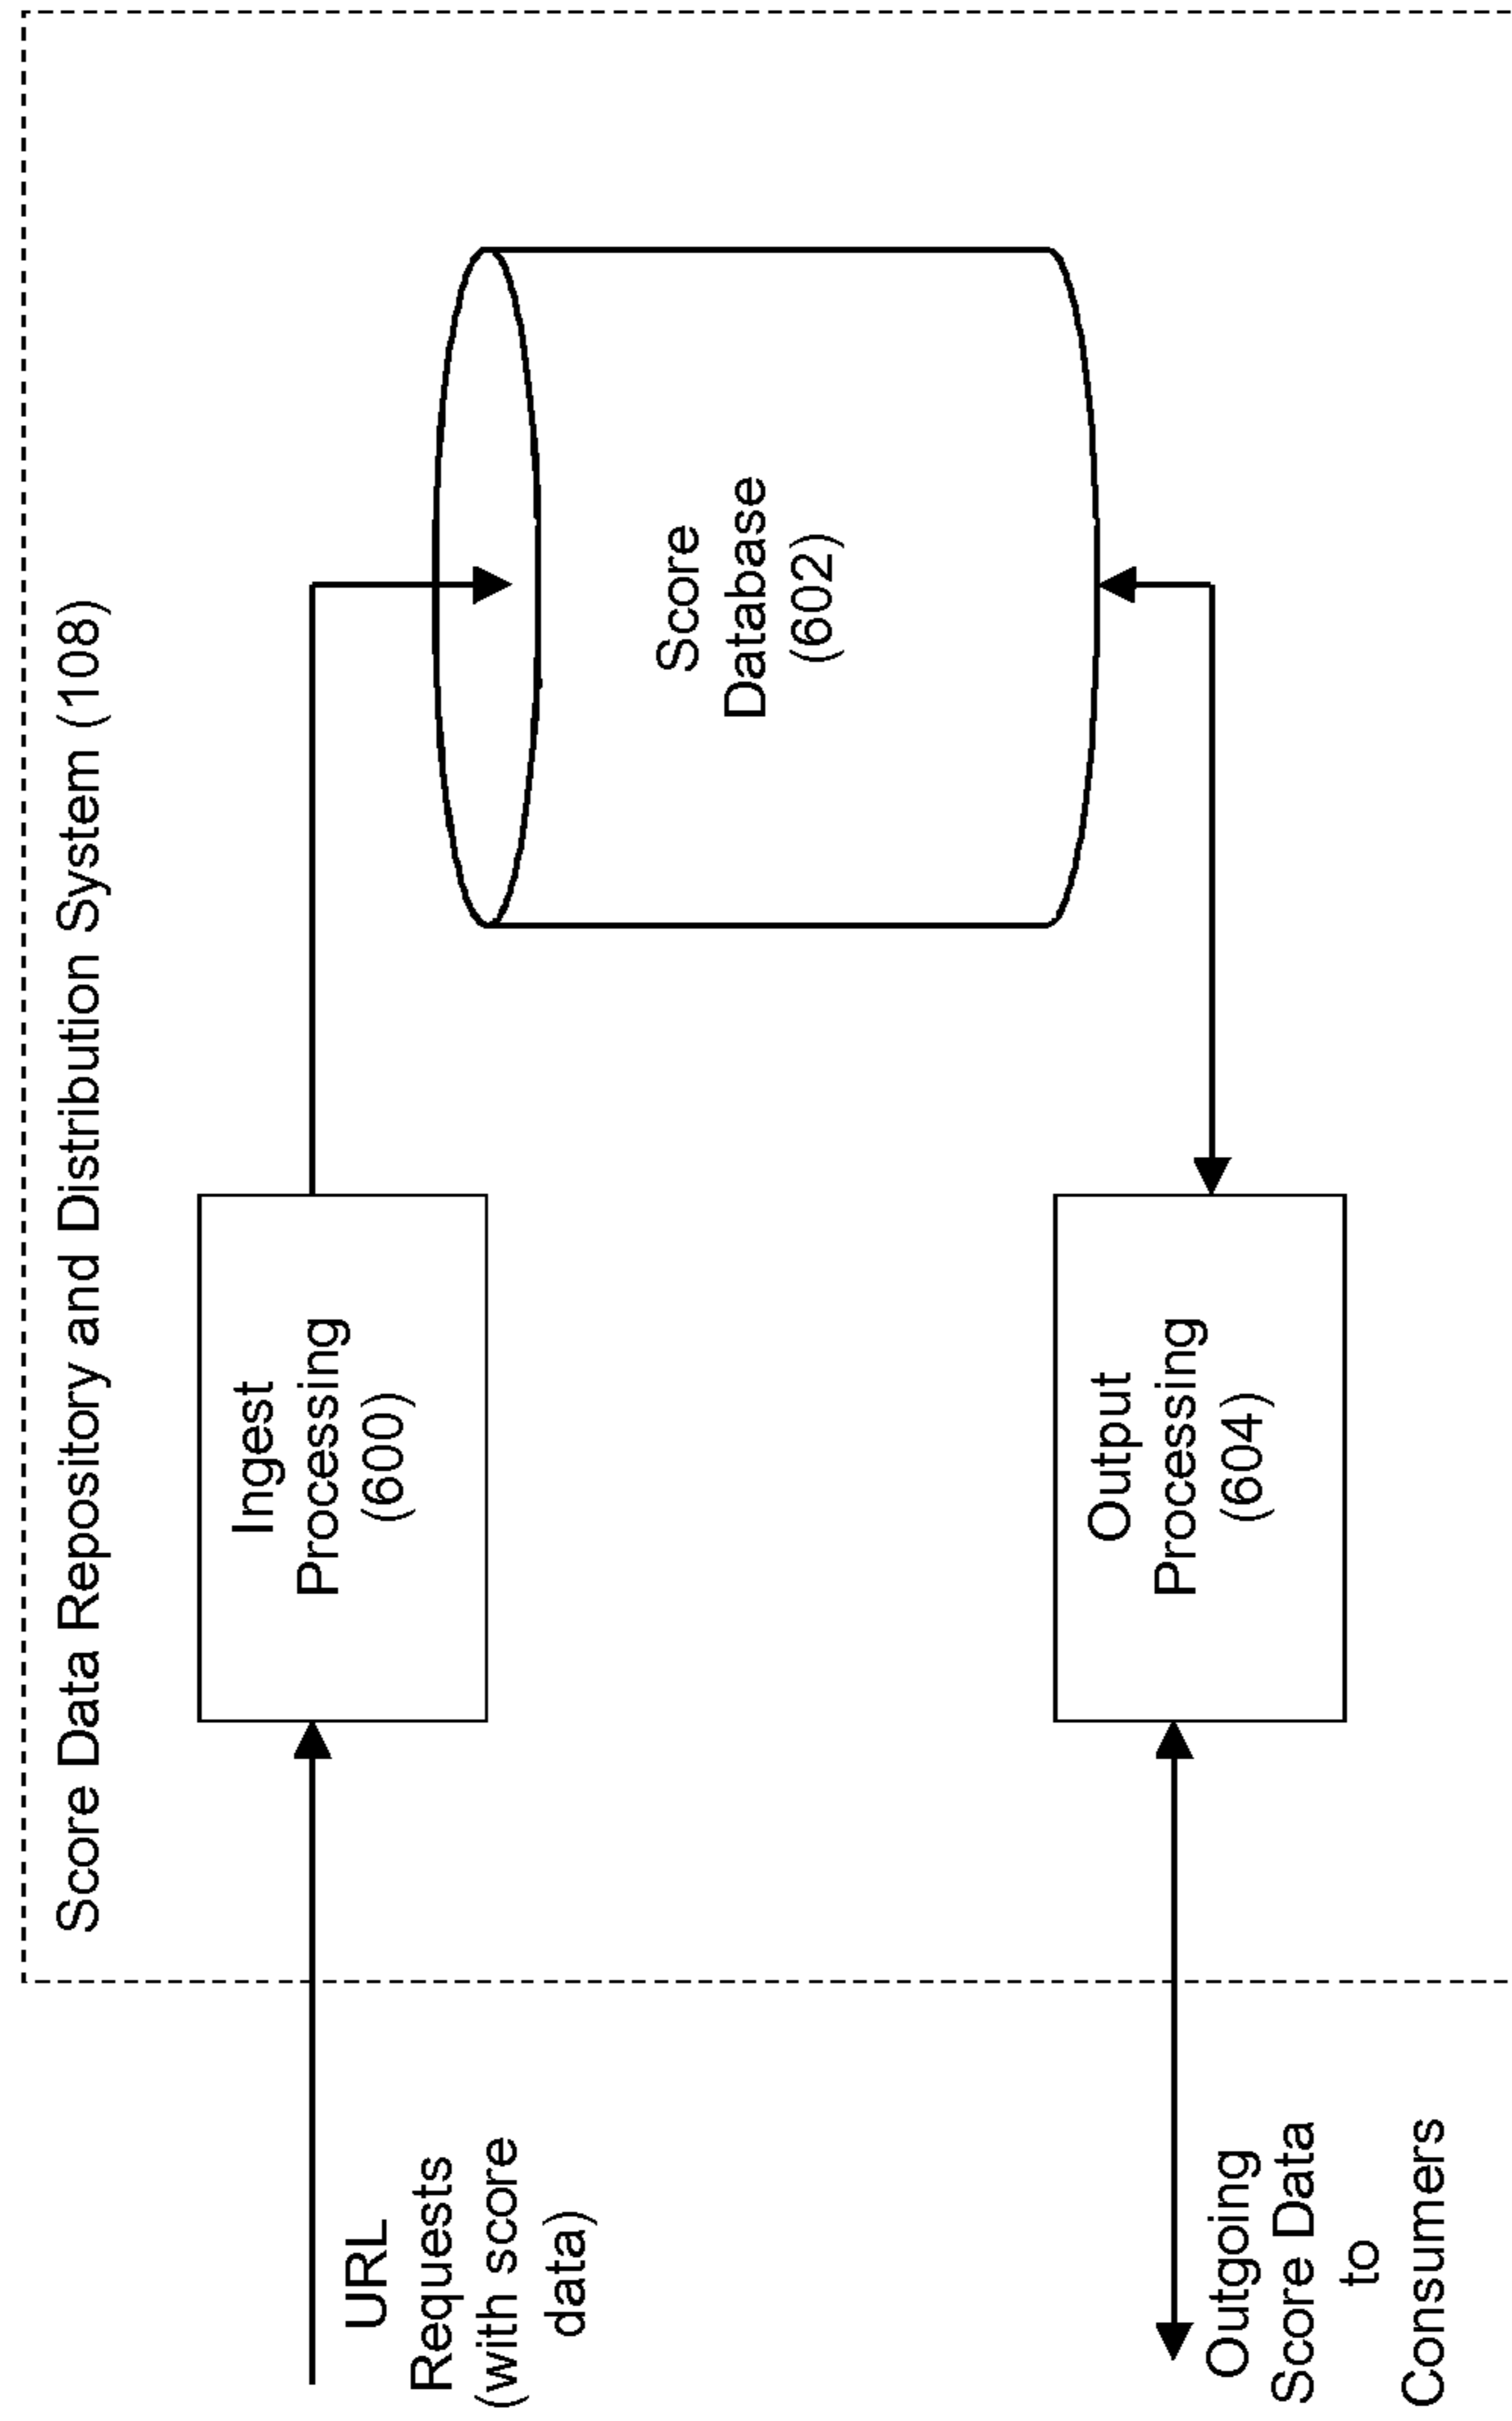 Score Data Repository and Distribution System (108)
URL
Requests
(with score
data)
Ingest
Processing
(600)
Score
Database
(602)
Outgoing
Score Data
to
Consumers
Output
Processing
(604)